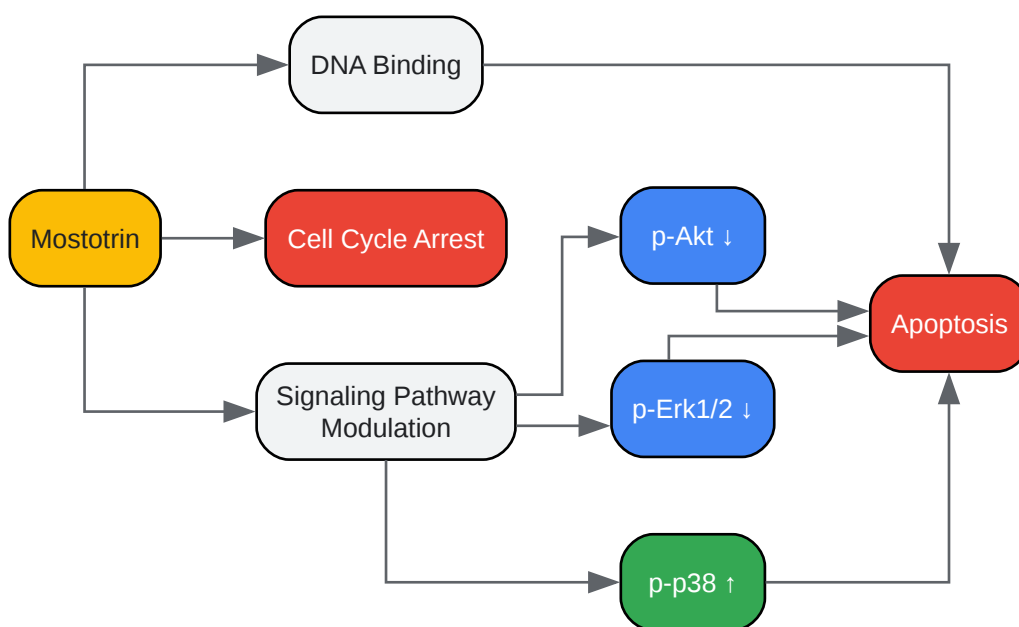 DNA Binding
Mostotrin
Cell Cycle Arrest
p-Akt ↓
Apoptosis
Signaling Pathway
Modulation
p-Erk1/2 ↓
p-p38 ↑